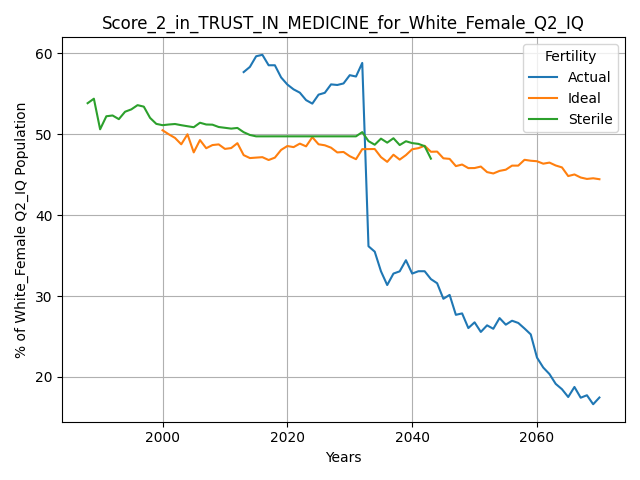 Score_2_in_TRUST_IN_MEDICINE_for_White_Female_Q2_IQ
% of White_Female Q2_IQ Population
60
50
40
30
20
Fertility
Actual
Ideal
Sterile
2000 2020 2040 2060
Years